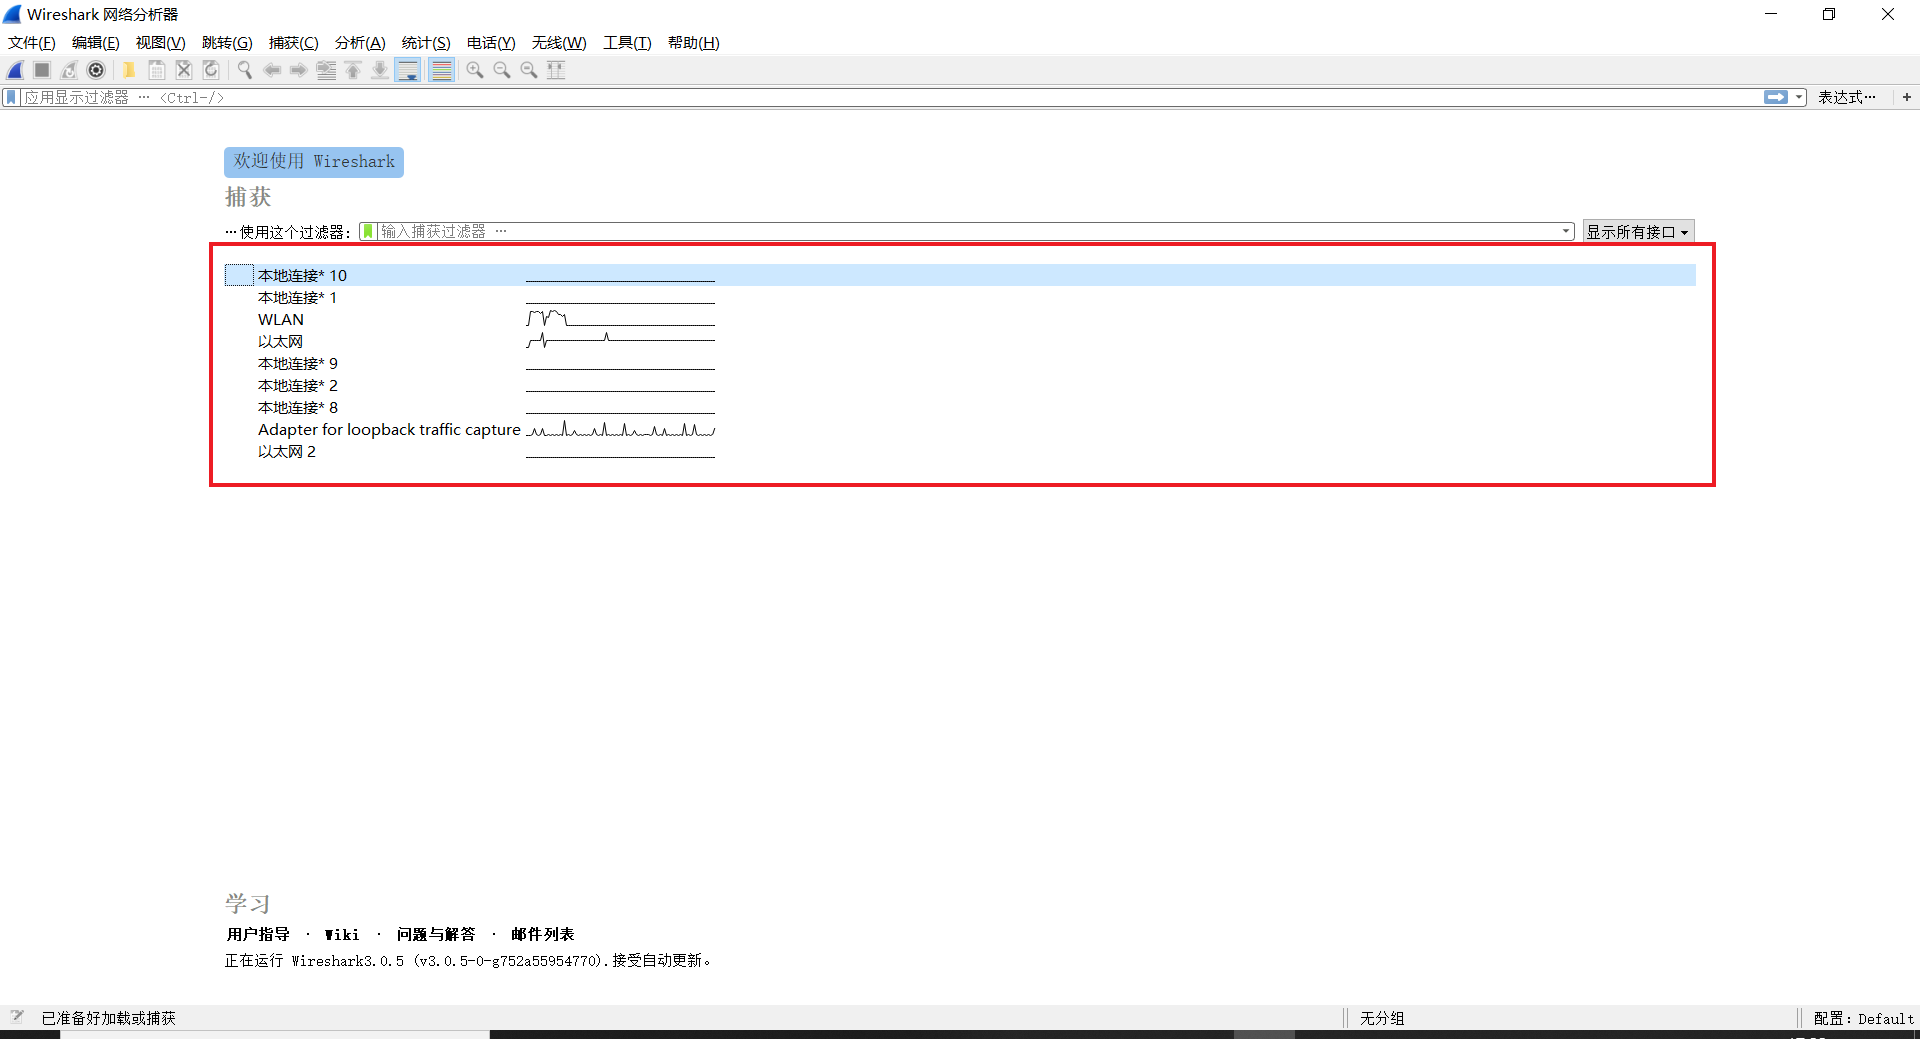 Wireshark 网络分析器
文件(F) 编辑(E) 视图(V) 跳转(G) 捕获(C) 分析(A) 统计(S) 电话(Y) 无线(W) 工具(T) 帮助(H)
应用显示过滤器 … <Ctrl-/> 表达式… +
欢迎使用 Wireshark
捕获
…使用这个过滤器: 输入捕获过滤器 … 显示所有接口
本地连接* 10
本地连接* 1
WLAN
以太网
本地连接* 9
本地连接* 2
本地连接* 8
Adapter for loopback traffic capture
以太网 2
学习
用户指导 · Wiki · 问题与解答 · 邮件列表
正在运行 Wireshark3.0.5 (v3.0.5-0-g752a55954770).接受自动更新。
已准备好加载或捕获 无分组 配置: Default